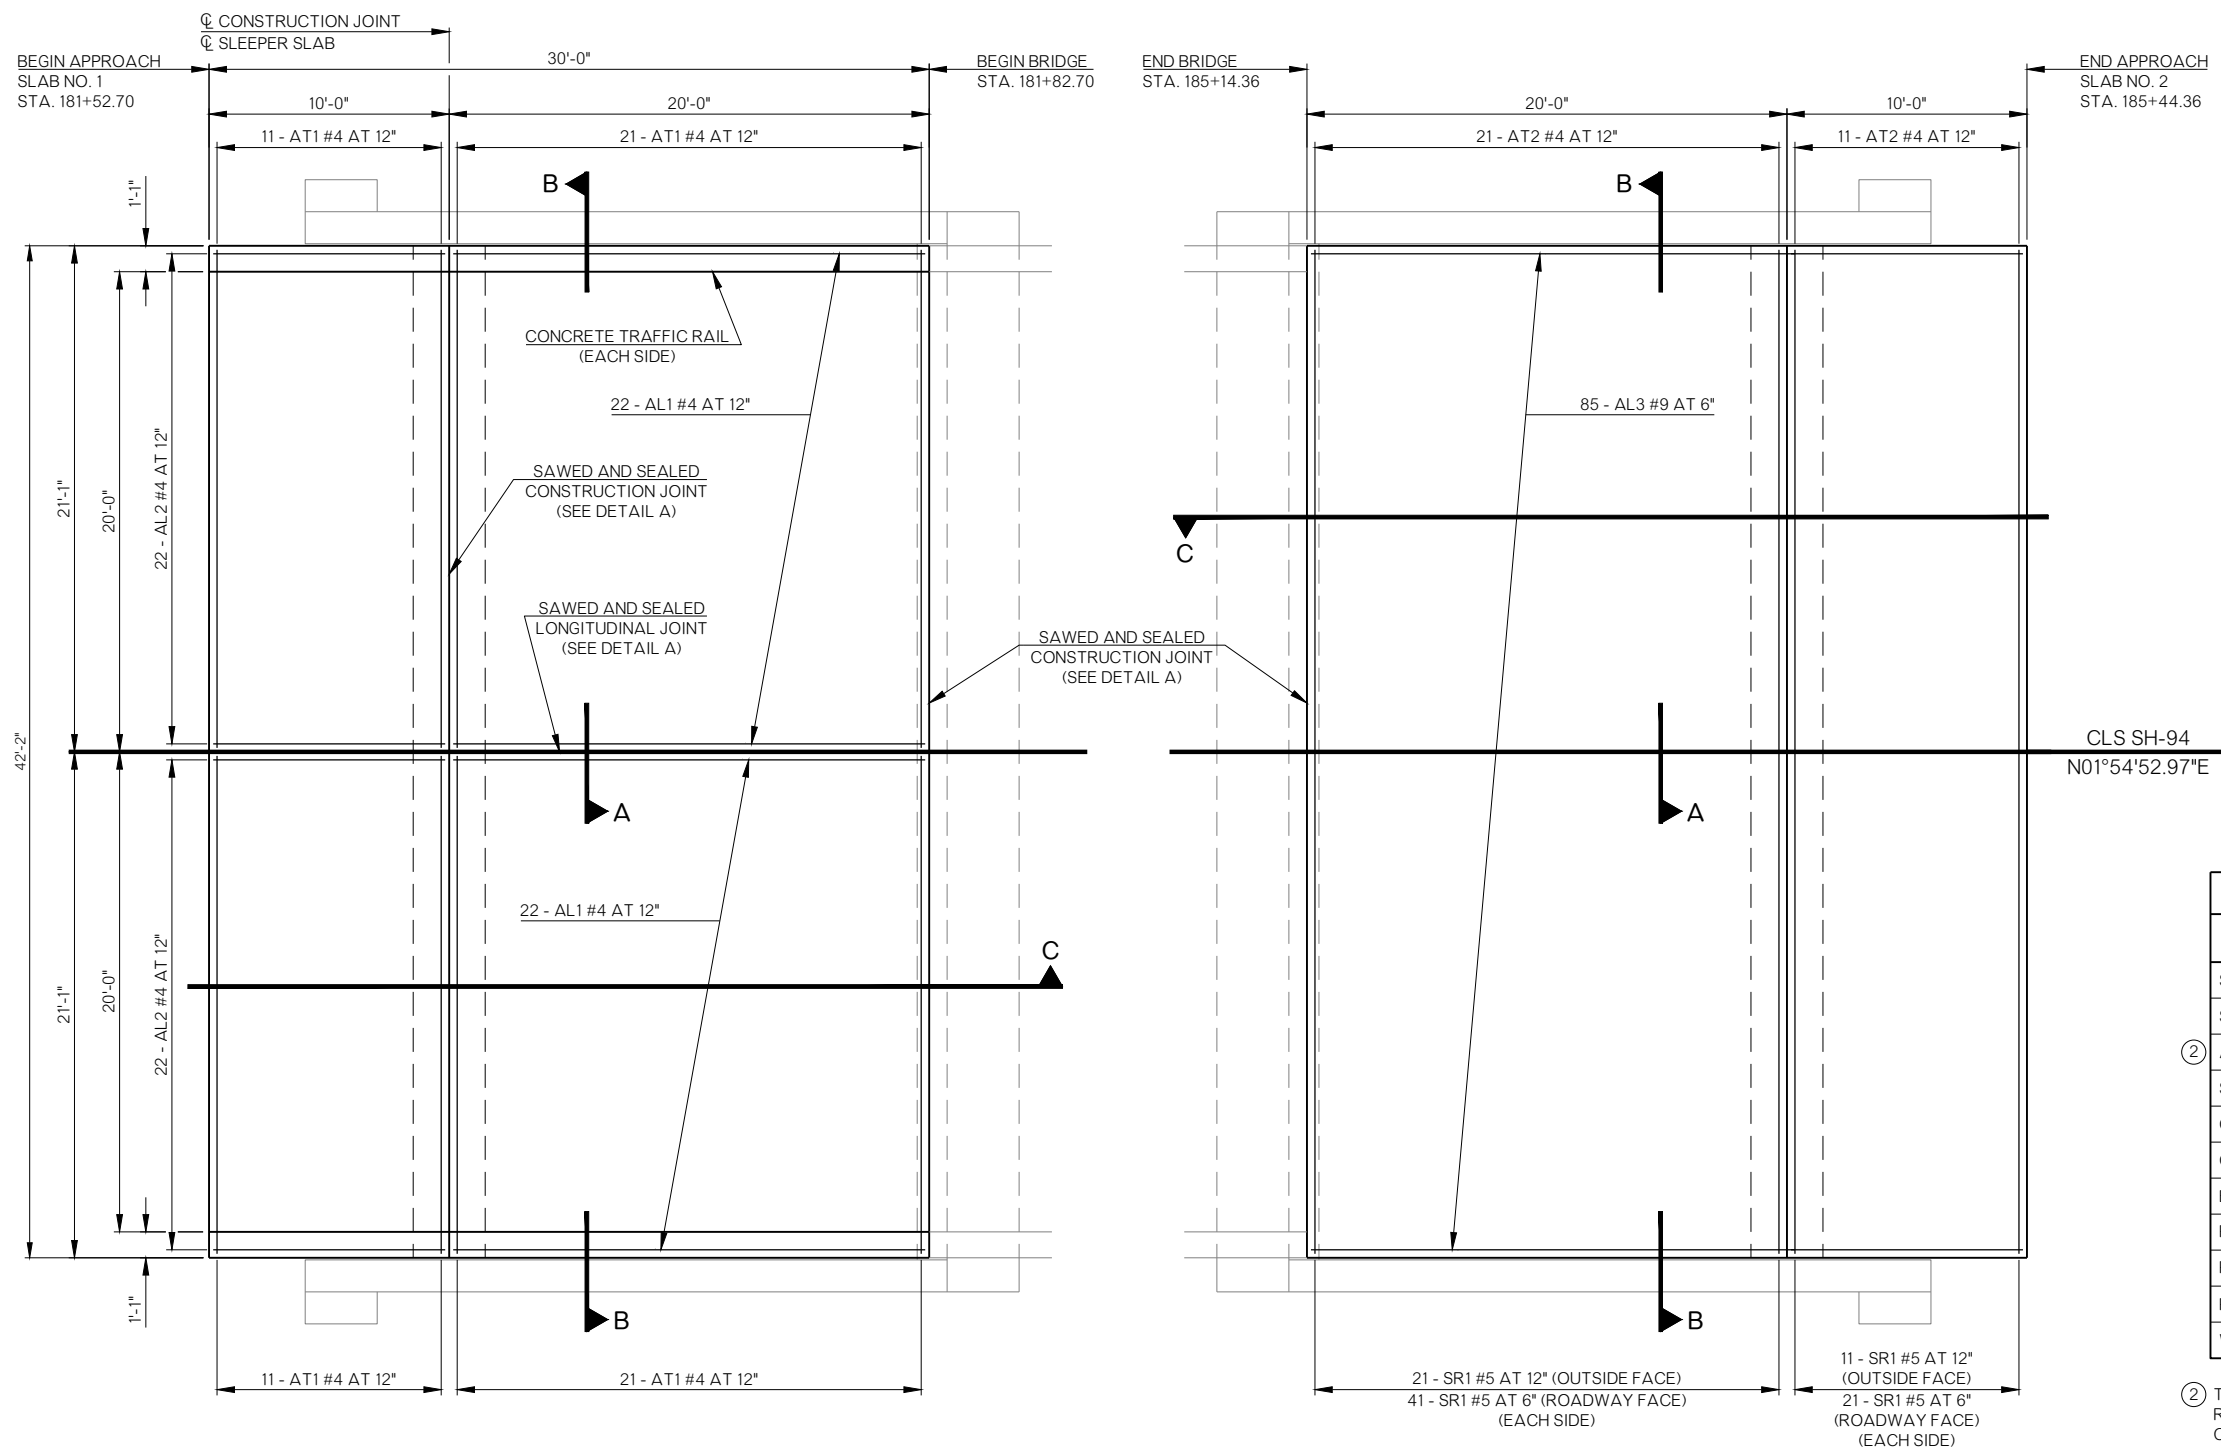 ℄ CONSTRUCTION JOINT
℄ SLEEPER SLAB
BEGIN APPROACH
SLAB NO. 1
STA. 181+52.70
30'-0"
BEGIN BRIDGE
STA. 181+82.70
END BRIDGE
STA. 185+14.36
END APPROACH
SLAB NO. 2
STA. 185+44.36
10'-0"
20'-0"
20'-0"
10'-0"
11 - AT1 #4 AT 12"
21 - AT1 #4 AT 12"
21 - AT2 #4 AT 12"
11 - AT2 #4 AT 12"
B
B
1'-1"
CONCRETE TRAFFIC RAIL
(EACH SIDE)
22 - AL1 #4 AT 12"
85 - AL3 #9 AT 6"
SAWED AND SEALED
CONSTRUCTION JOINT
(SEE DETAIL A)
42'-2"
21'-1"
20'-0"
22 - AL2 #4 AT 12"
C
SAWED AND SEALED
LONGITUDINAL JOINT
(SEE DETAIL A)
SAWED AND SEALED
CONSTRUCTION JOINT
(SEE DETAIL A)
CLS SH-94
N01°54'52.97"E
A
A
22 - AL1 #4 AT 12"
C
21'-1"
20'-0"
22 - AL2 #4 AT 12"
2
1'-1"
B
B
11 - AT1 #4 AT 12"
21 - AT1 #4 AT 12"
21 - SR1 #5 AT 12" (OUTSIDE FACE)
41 - SR1 #5 AT 6" (ROADWAY FACE)
(EACH SIDE)
11 - SR1 #5 AT 12"
(OUTSIDE FACE)
21 - SR1 #5 AT 6"
(ROADWAY FACE)
(EACH SIDE)
2